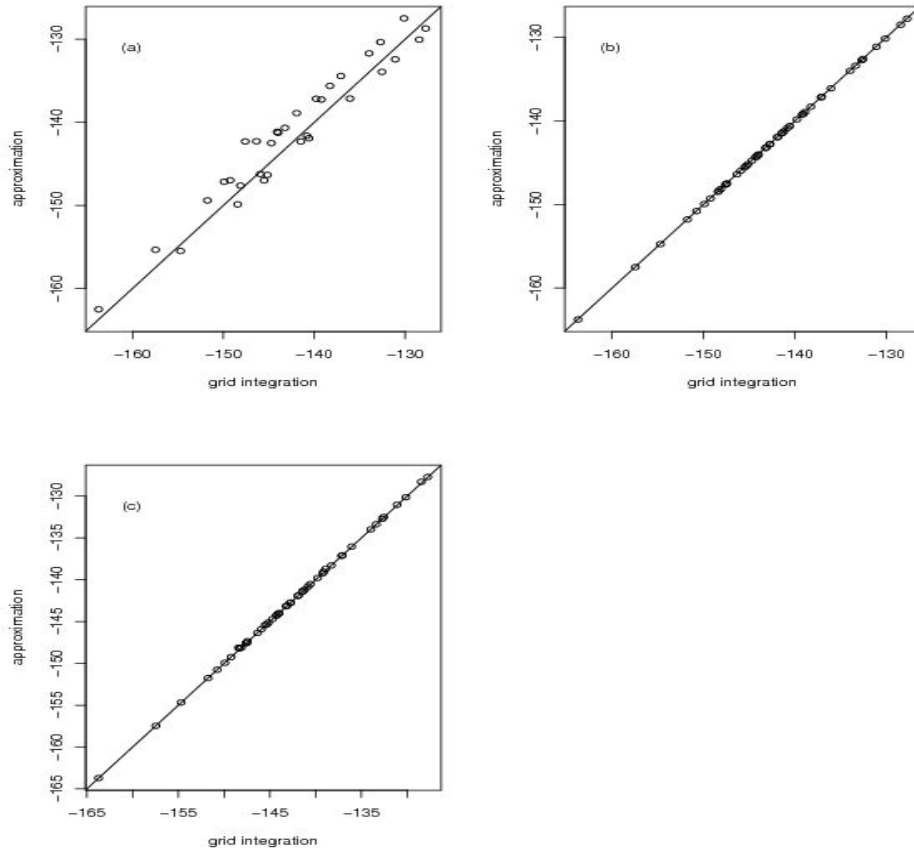 (a)
−130
−140
−150
−160
approximation
−160 −150 −140 −130
grid integration
(b)
−130
−140
−150
−160
approximation
−160 −150 −140 −130
grid integration
(c)
−130
−135
−140
−145
−150
−155
−160
−165
approximation
−165 −155 −145 −135
grid integration